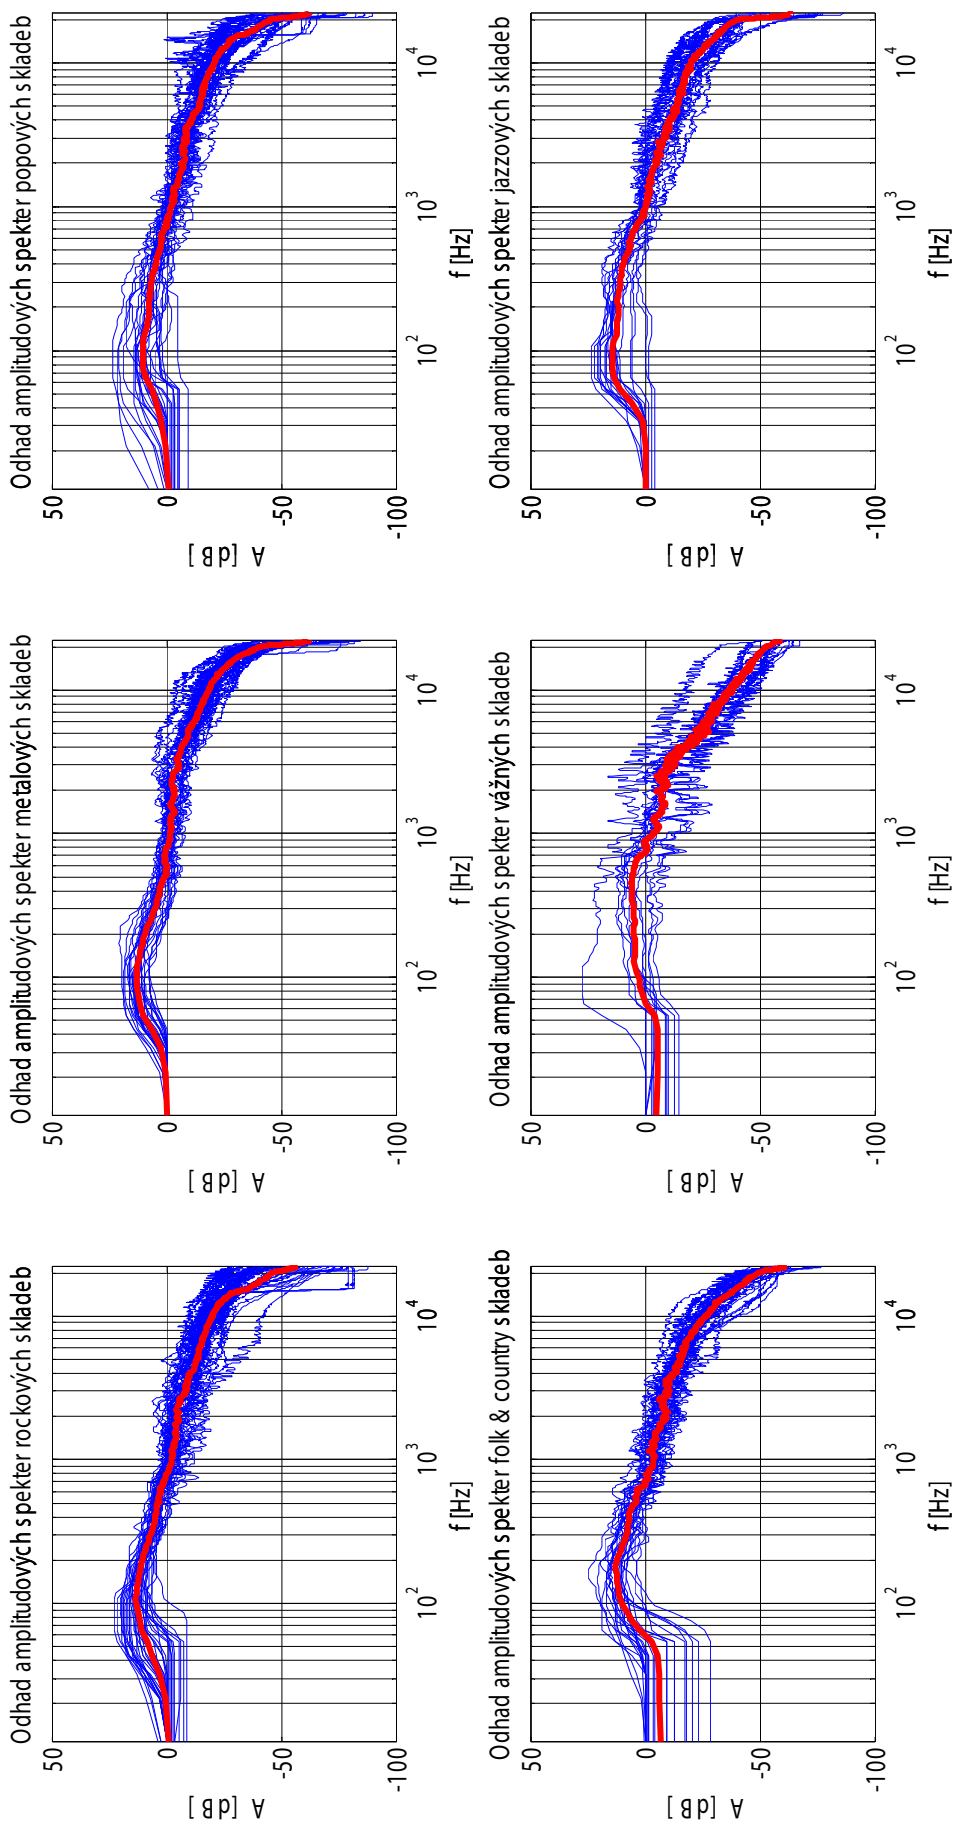 Odhad amplitudových spekter rockových skladeb
50
0
-50
-100
A [dB]
10^2
10^3
10^4
f [Hz]
Odhad amplitudových spekter metalových skladeb
50
0
-50
-100
A [dB]
10^2
10^3
10^4
f [Hz]
Odhad amplitudových spekter popových skladeb
50
0
-50
-100
A [dB]
10^2
10^3
10^4
f [Hz]
Odhad amplitudových spekter folk & country skladeb
50
0
-50
-100
A [dB]
10^2
10^3
10^4
f [Hz]
Odhad amplitudových spekter vážných skladeb
50
0
-50
-100
A [dB]
10^2
10^3
10^4
f [Hz]
Odhad amplitudových spekter jazzových skladeb
50
0
-50
-100
A [dB]
10^2
10^3
10^4
f [Hz]